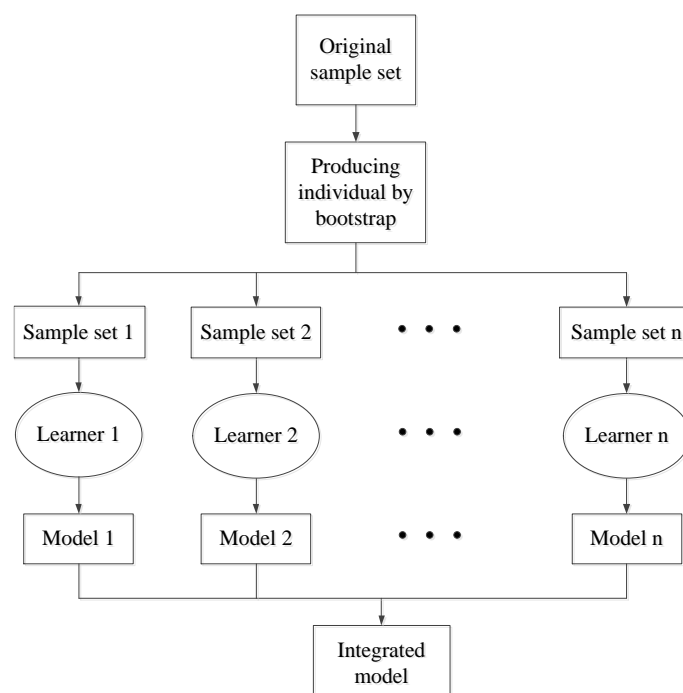 Original
sample set
Producing
individual by
bootstrap
Sample set 1
Sample set 2
Sample set n
Learner 1
Learner 2
Learner n
Model 1
Model 2
Model n
Integrated
model